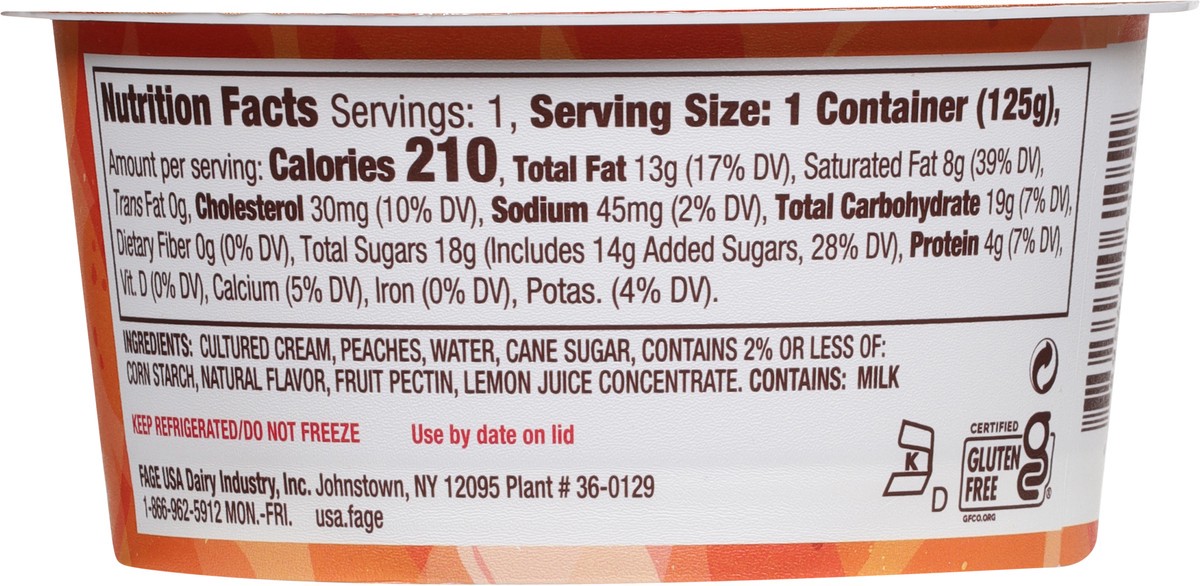 Nutrition Facts Servings: 1, Serving Size: 1 Container (125g),
Amount per serving: Calories 210, Total Fat 13g (17% DV), Saturated Fat 8g (39% DV),
Trans Fat 0g, Cholesterol 30mg (10% DV), Sodium 45mg (2% DV), Total Carbohydrate 19g (7% DV),
Dietary Fiber 0g (0% DV), Total Sugars 18g (Includes 14g Added Sugars, 28% DV), Protein 4g (7% DV),
Vit. D (0% DV), Calcium (5% DV), Iron (0% DV), Potas. (4% DV).
INGREDIENTS: CULTURED CREAM, PEACHES, WATER, CANE SUGAR, CONTAINS 2% OR LESS OF:
CORN STARCH, NATURAL FLAVOR, FRUIT PECTIN, LEMON JUICE CONCENTRATE. CONTAINS: MILK
KEEP REFRIGERATED/DO NOT FREEZE Use by date on lid
FAGE USA Dairy Industry, Inc. Johnstown, NY 12095 Plant # 36-0129
1-866-962-5912 MON.-FRI. usa.fage
K D
CERTIFIED
GLUTEN
FREE
g
®
GFCO.ORG